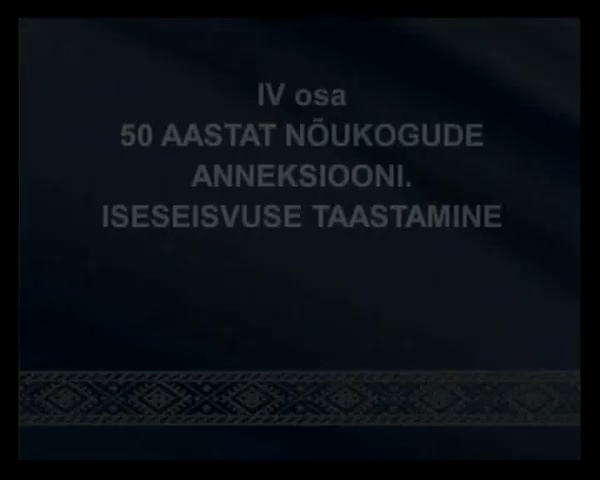 IV osa
50 AASTAT NÕUKOGUDE
ANNEKSIOONI.
ISESEISVUSE TAASTAMINE